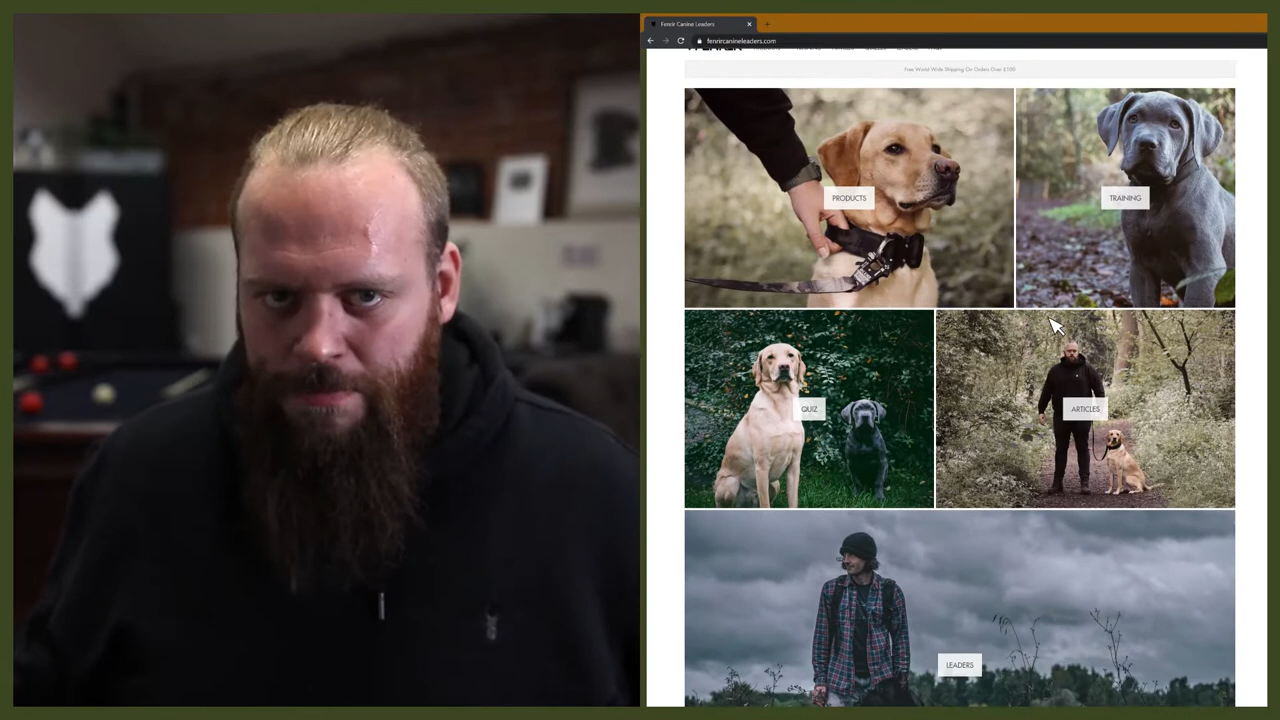 Fenrir Canine Leaders
fenrircanineleaders.com
Free World Wide Shipping On Orders Over £100
PRODUCTS
TRAINING
QUIZ
ARTICLES
LEADERS